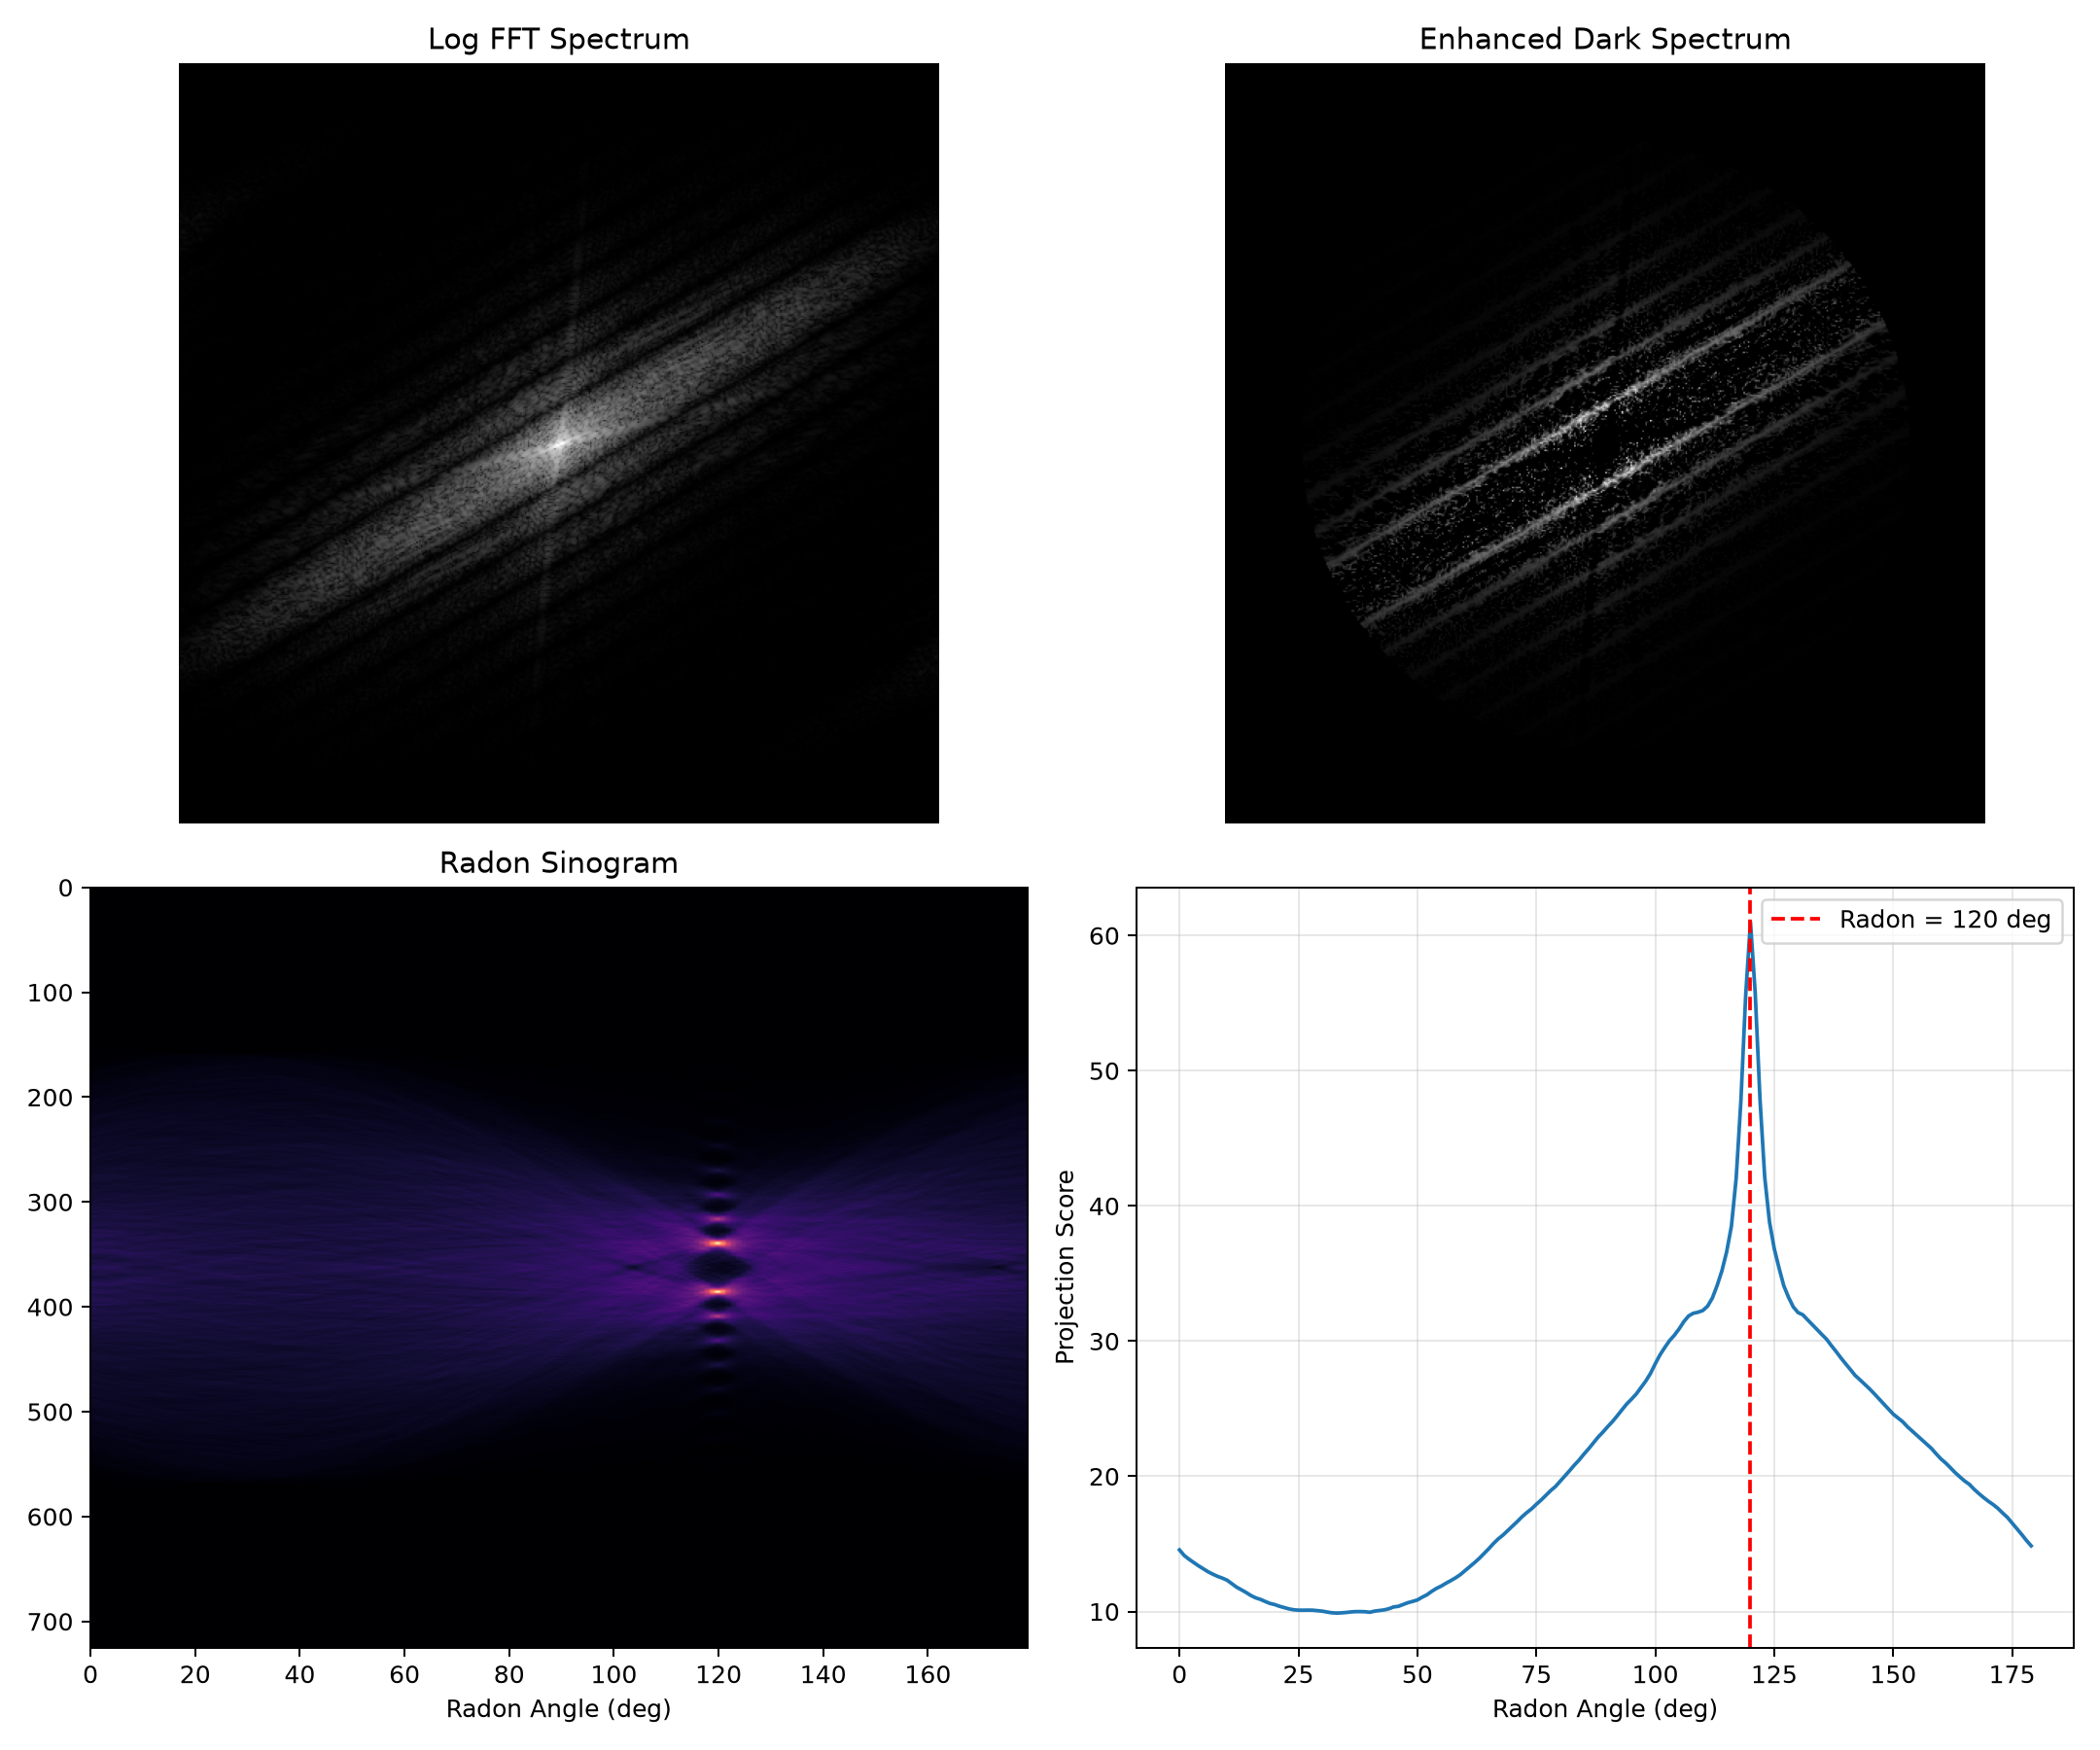 Log FFT Spectrum
Enhanced Dark Spectrum
Radon Sinogram
0
100
200
300
400
500
600
700
0 20 40 60 80 100 120 140 160
Radon Angle (deg)
Radon = 120 deg
60
50
40
30
20
10
Projection Score
0 25 50 75 100 125 150 175
Radon Angle (deg)